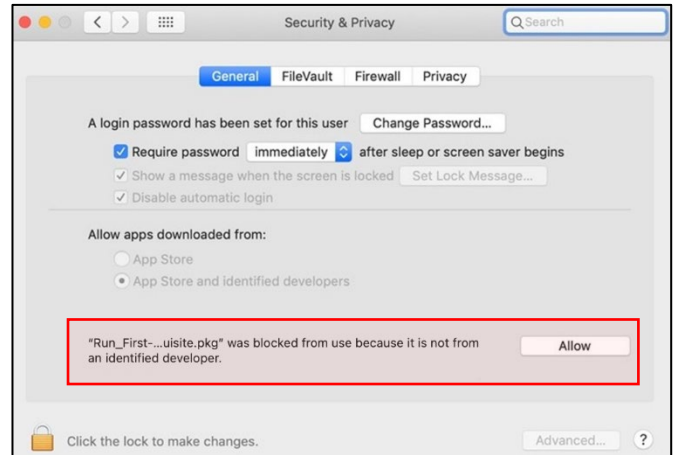 Security & Privacy
Search
General FileVault Firewall Privacy
A login password has been set for this user Change Password...
Require password immediately after sleep or screen saver begins
Show a message when the screen is locked Set Lock Message...
Disable automatic login
Allow apps downloaded from:
App Store
App Store and identified developers
"Run_First-...uisite.pkg" was blocked from use because it is not from
an identified developer.
Allow
Click the lock to make changes.
Advanced... ?